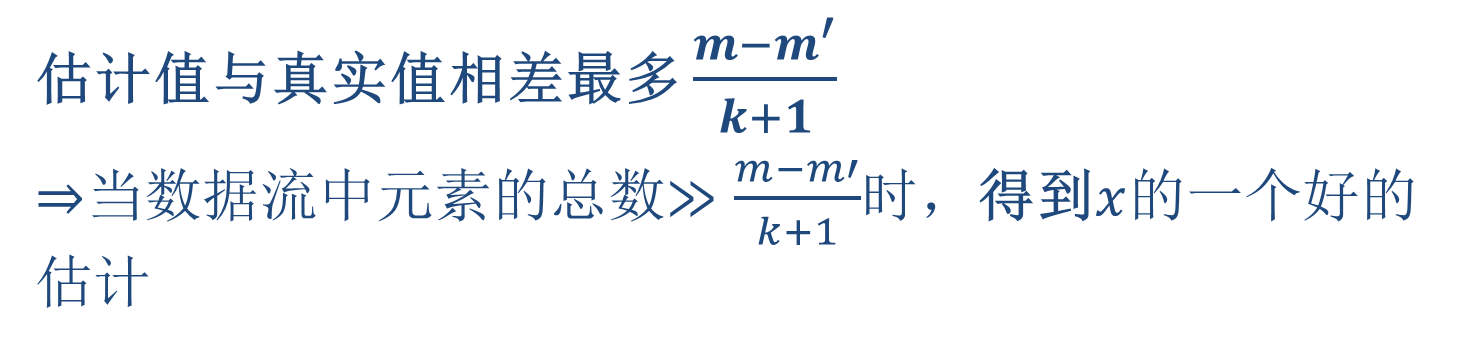 估计值与真实值相差最多 (m−m′)/(k+1)
⇒当数据流中元素的总数≫ (m−m′)/(k+1) 时，得到x的一个好的
估计